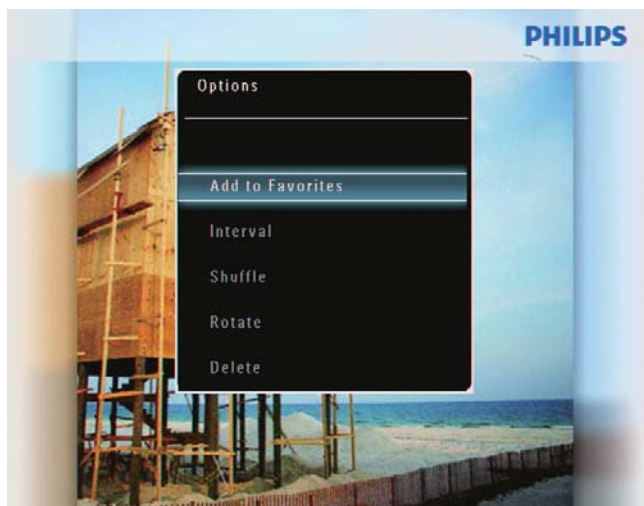 PHILIPS
Options
Add to Favorites
Interval
Shuffle
Rotate
Delete